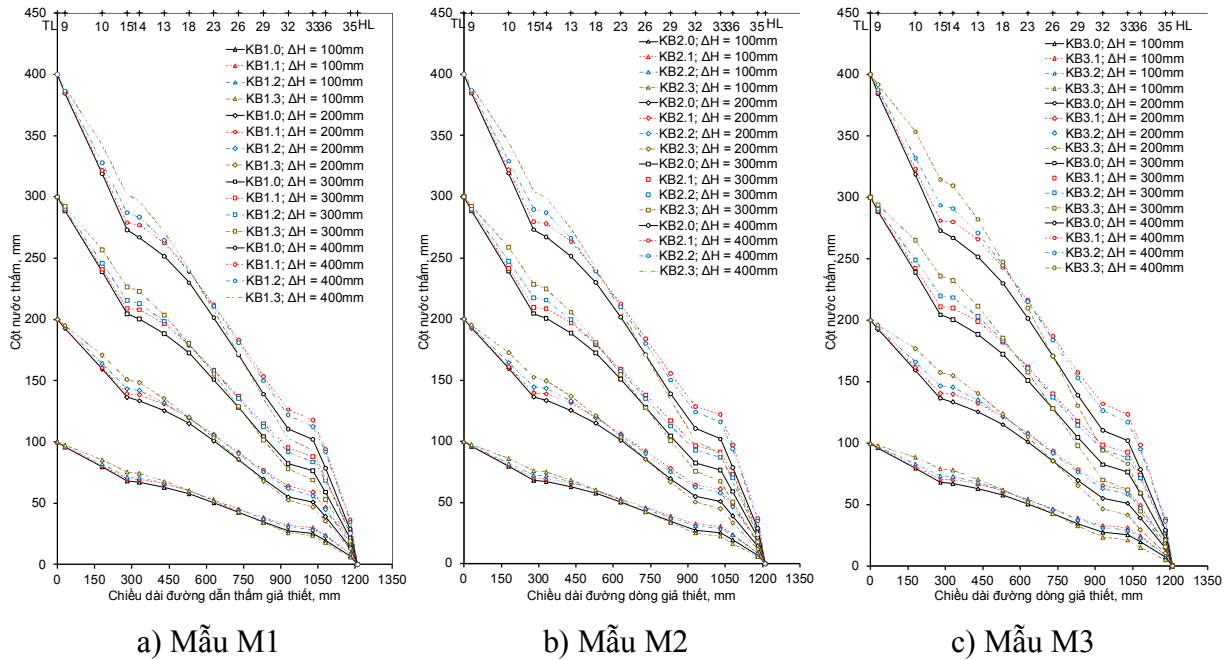 TL 9 10 1514 13 18 23 26 29 32 3336 35 HL
KB1.0; ΔH = 100mm
KB1.1; ΔH = 100mm
KB1.2; ΔH = 100mm
KB1.3; ΔH = 100mm
KB1.0; ΔH = 200mm
KB1.1; ΔH = 200mm
KB1.2; ΔH = 200mm
KB1.3; ΔH = 200mm
KB1.0; ΔH = 300mm
KB1.1; ΔH = 300mm
KB1.2; ΔH = 300mm
KB1.3; ΔH = 300mm
KB1.0; ΔH = 400mm
KB1.1; ΔH = 400mm
KB1.2; ΔH = 400mm
KB1.3; ΔH = 400mm
Cột nước thấm, mm
450
400
350
300
250
200
150
100
50
0
0 150 300 450 600 750 900 1050 1200 1350
Chiều dài đường dẫn thấm giả thiết, mm
a) Mẫu M1
TL 9 10 1514 13 18 23 26 29 32 3336 35 HL
KB2.0; ΔH = 100mm
KB2.1; ΔH = 100mm
KB2.2; ΔH = 100mm
KB2.3; ΔH = 100mm
KB2.0; ΔH = 200mm
KB2.1; ΔH = 200mm
KB2.2; ΔH = 200mm
KB2.3; ΔH = 200mm
KB2.0; ΔH = 300mm
KB2.1; ΔH = 300mm
KB2.2; ΔH = 300mm
KB2.3; ΔH = 300mm
KB2.0; ΔH = 400mm
KB2.1; ΔH = 400mm
KB2.2; ΔH = 400mm
KB2.3; ΔH = 400mm
Cột nước thấm, mm
450
400
350
300
250
200
150
100
50
0
0 150 300 450 600 750 900 1050 1200 1350
Chiều dài đường dòng giả thiết, mm
b) Mẫu M2
TL 9 10 1514 13 18 23 26 29 32 3336 35 HL
KB3.0; ΔH = 100mm
KB3.1; ΔH = 100mm
KB3.2; ΔH = 100mm
KB3.3; ΔH = 100mm
KB3.0; ΔH = 200mm
KB3.1; ΔH = 200mm
KB3.2; ΔH = 200mm
KB3.3; ΔH = 200mm
KB3.0; ΔH = 300mm
KB3.1; ΔH = 300mm
KB3.2; ΔH = 300mm
KB3.3; ΔH = 300mm
KB3.0; ΔH = 400mm
KB3.1; ΔH = 400mm
KB3.2; ΔH = 400mm
KB3.3; ΔH = 400mm
Cột nước thấm, mm
450
400
350
300
250
200
150
100
50
0
0 150 300 450 600 750 900 1050 1200 1350
Chiều dài đường dòng giả thiết, mm
c) Mẫu M3